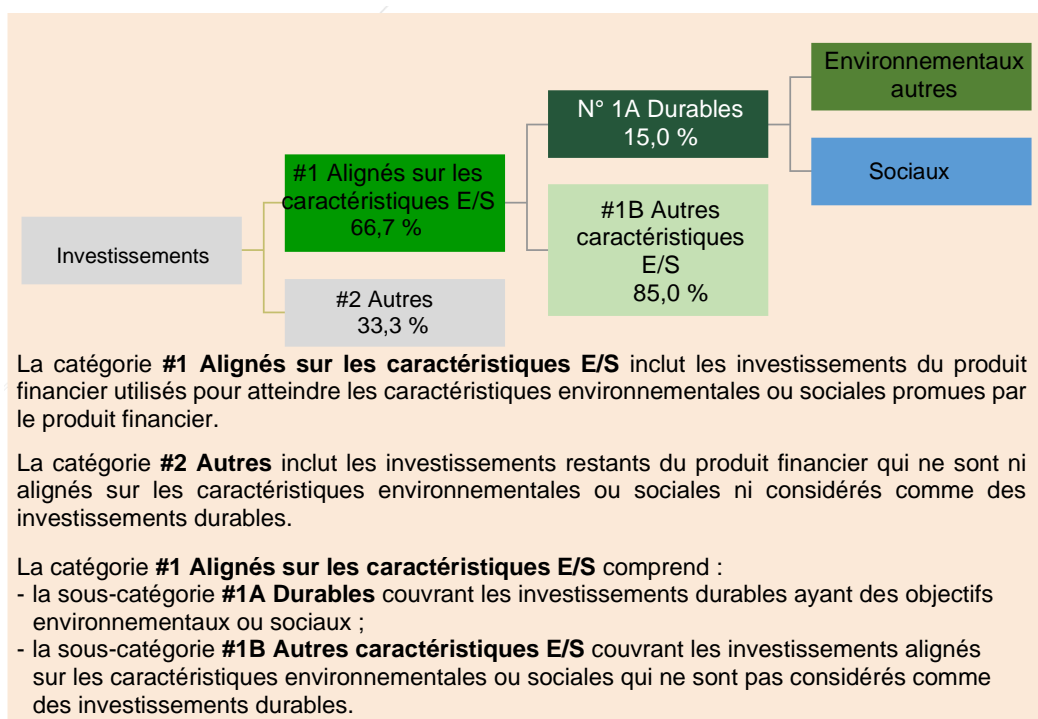 Investissements
#1 Alignés sur les
caractéristiques E/S
66,7 %
#2 Autres
33,3 %
N° 1A Durables
15,0 %
#1B Autres
caractéristiques
E/S
85,0 %
Environnementaux
autres
Sociaux
La catégorie #1 Alignés sur les caractéristiques E/S inclut les investissements du produit
financier utilisés pour atteindre les caractéristiques environnementales ou sociales promues par
le produit financier.
La catégorie #2 Autres inclut les investissements restants du produit financier qui ne sont ni
alignés sur les caractéristiques environnementales ou sociales ni considérés comme des
investissements durables.
La catégorie #1 Alignés sur les caractéristiques E/S comprend :
- la sous-catégorie #1A Durables couvrant les investissements durables ayant des objectifs
environnementaux ou sociaux ;
- la sous-catégorie #1B Autres caractéristiques E/S couvrant les investissements alignés
sur les caractéristiques environnementales ou sociales qui ne sont pas considérés comme
des investissements durables.